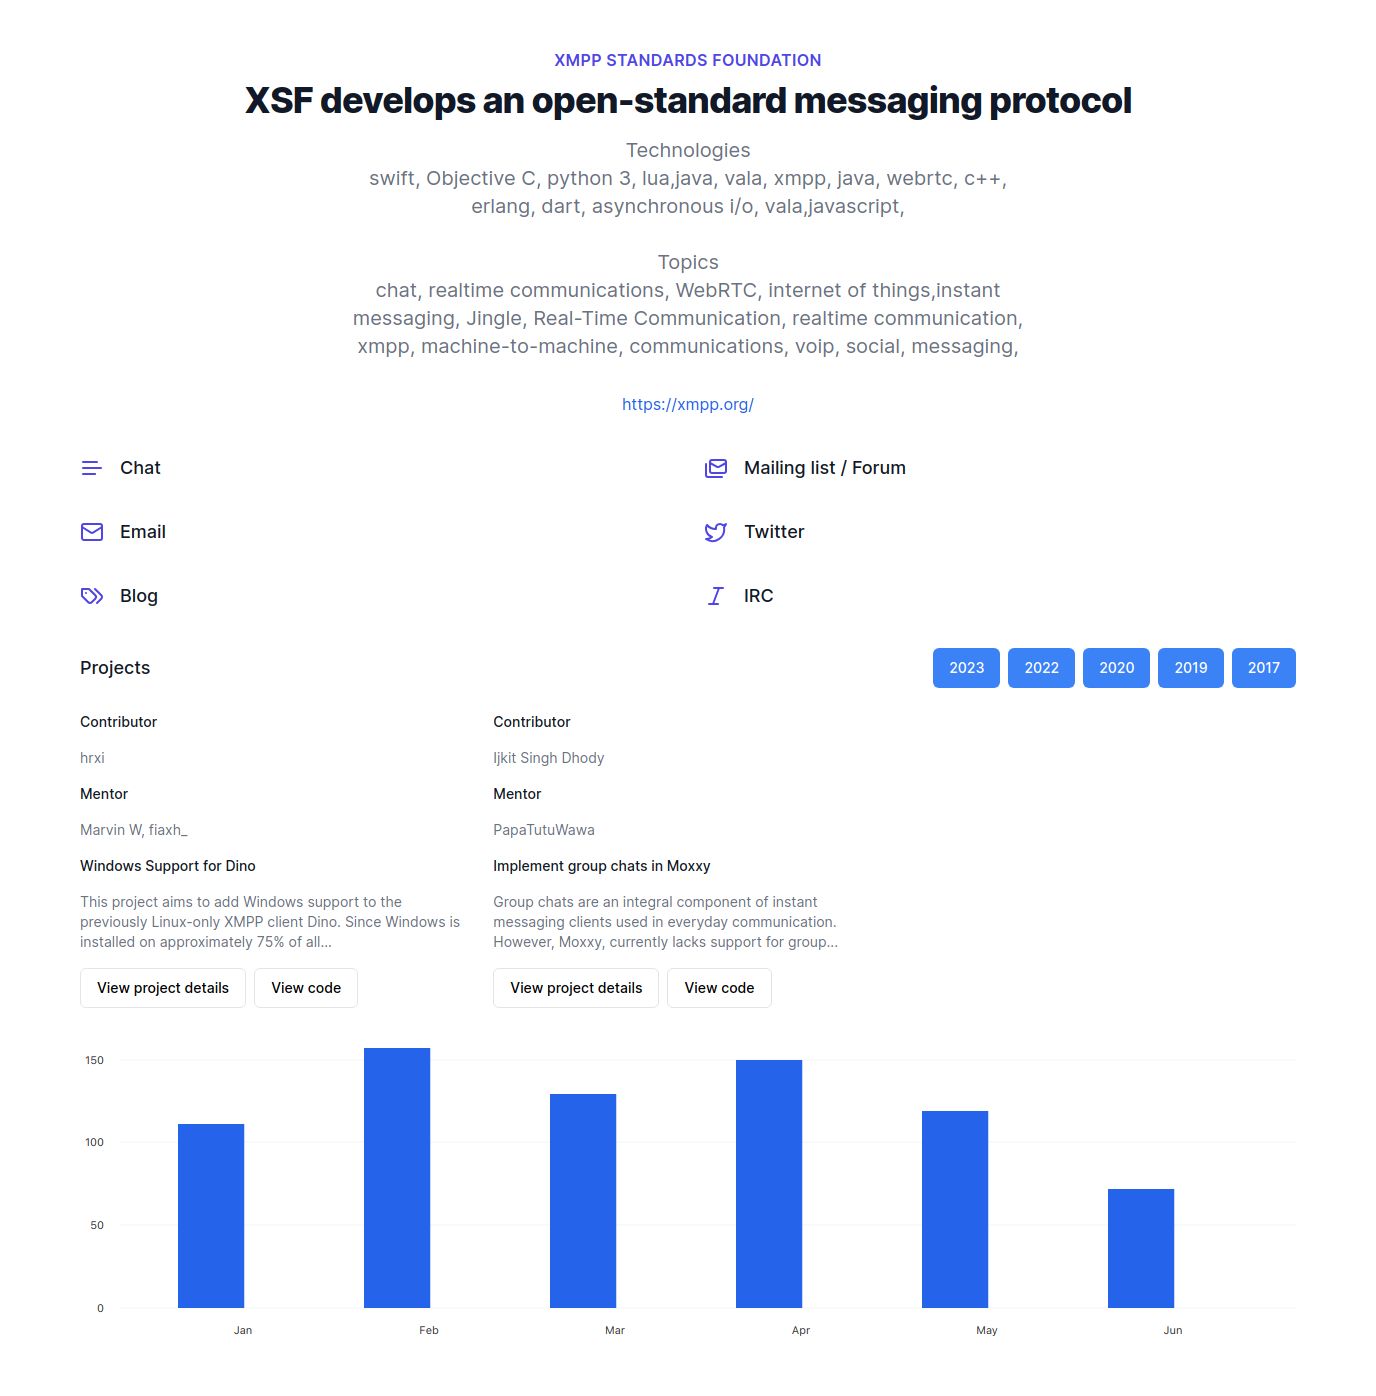 XMPP STANDARDS FOUNDATION
XSF develops an open-standard messaging protocol
Technologies
swift, Objective C, python 3, lua,java, vala, xmpp, java, webrtc, c++,
erlang, dart, asynchronous i/o, vala,javascript,
Topics
chat, realtime communications, WebRTC, internet of things,instant
messaging, Jingle, Real-Time Communication, realtime communication,
xmpp, machine-to-machine, communications, voip, social, messaging,
https://xmpp.org/
Chat
Mailing list / Forum
Email
Twitter
Blog
IRC
Projects
2023
2022
2020
2019
2017
Contributor
hrxi
Mentor
Marvin W, fiaxh_
Windows Support for Dino
This project aims to add Windows support to the
previously Linux-only XMPP client Dino. Since Windows is
installed on approximately 75% of all...
View project details
View code
Contributor
Ijkit Singh Dhody
Mentor
PapaTutuWawa
Implement group chats in Moxxy
Group chats are an integral component of instant
messaging clients used in everyday communication.
However, Moxxy, currently lacks support for group...
View project details
View code
150
100
50
0
Jan
Feb
Mar
Apr
May
Jun